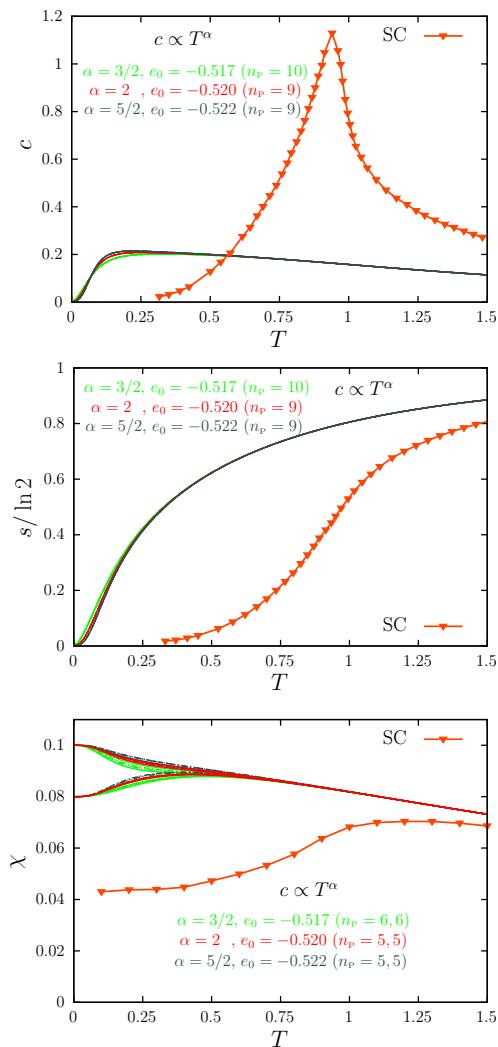 1.2
c ∝ T^α
SC
1
α = 3/2, e₀ = −0.517 (n_P = 10)
α = 2 , e₀ = −0.520 (n_P = 9)
α = 5/2, e₀ = −0.522 (n_P = 9)
0.8
c
0.6
0.4
0.2
0
0 0.25 0.5 0.75 1 1.25 1.5
T
1
α = 3/2, e₀ = −0.517 (n_P = 10)
c ∝ T^α
α = 2 , e₀ = −0.520 (n_P = 9)
α = 5/2, e₀ = −0.522 (n_P = 9)
0.8
0.6
s/ ln 2
0.4
0.2
SC
0
0 0.25 0.5 0.75 1 1.25 1.5
T
SC
0.1
0.08
0.06
χ
0.04
c ∝ T^α
α = 3/2, e₀ = −0.517 (n_P = 6, 6)
0.02
α = 2 , e₀ = −0.520 (n_P = 5, 5)
α = 5/2, e₀ = −0.522 (n_P = 5, 5)
0
0 0.25 0.5 0.75 1 1.25 1.5
T